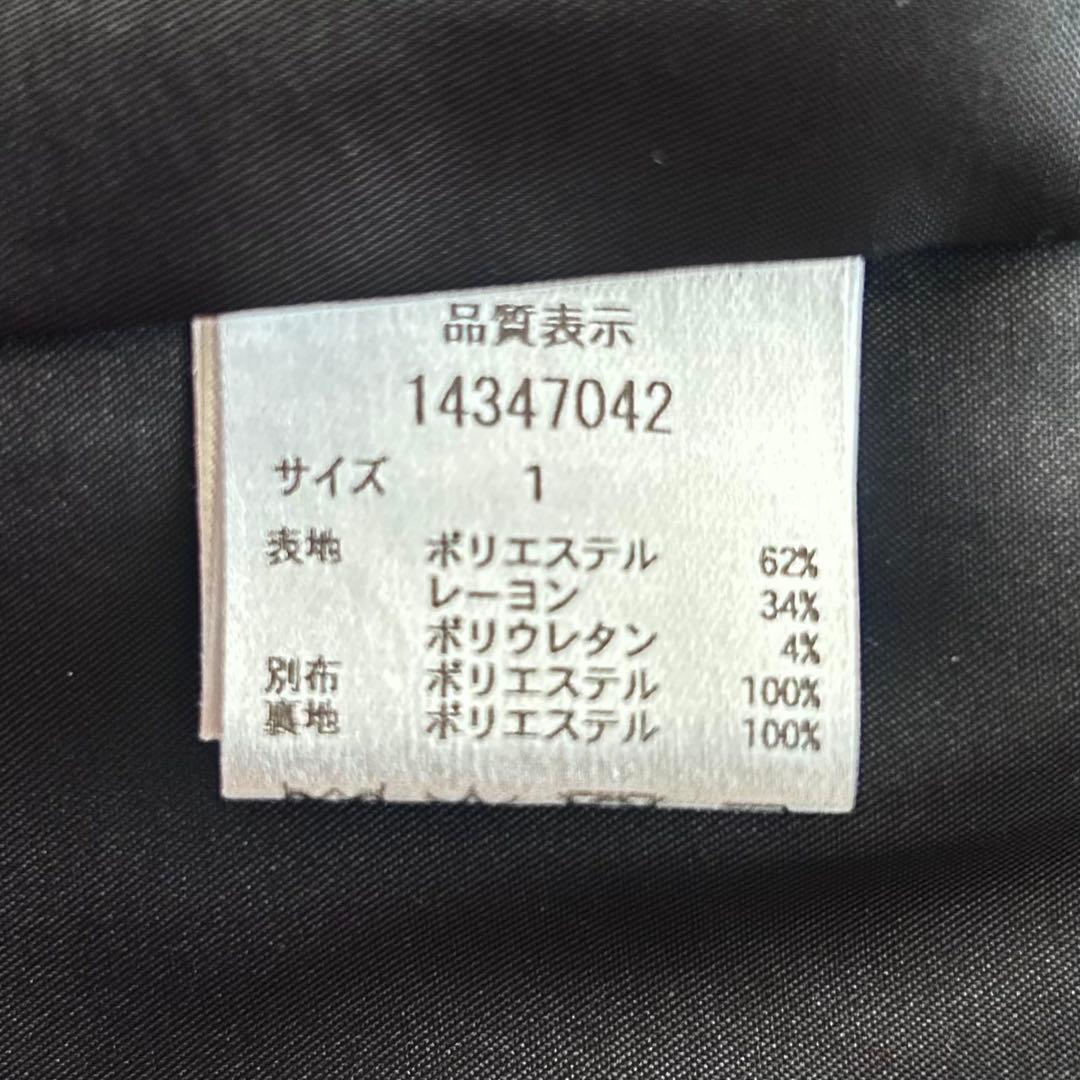 品質表示
14347042
サイズ 1
表地 ポリエステル 62%
レーヨン 34%
ポリウレタン 4%
別布 ポリエステル 100%
裏地 ポリエステル 100%